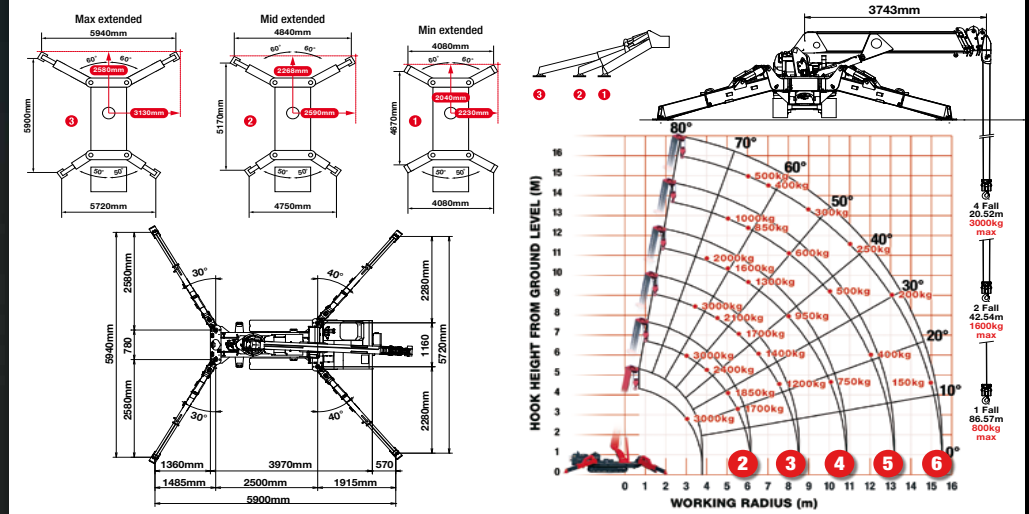 Max extended
5940mm
60°
60°
2580mm
3130mm
5900mm
3
50°
50°
5720mm
Mid extended
4840mm
60°
60°
2268mm
2590mm
5170mm
2
50°
50°
4750mm
Min extended
4080mm
60°
60°
2040mm
2230mm
4670mm
1
50°
50°
4080mm
3
2
1
3743mm
5940mm
2580mm
780
2560mm
30°
40°
30°
40°
2280mm
1160
2280mm
5720mm
1360mm
3970mm
570
1485mm
2500mm
1915mm
5900mm
HOOK HEIGHT FROM GROUND LEVEL (M)
16
15
14
13
12
11
10
9
8
7
6
5
4
3
2
1
0
80°
70°
60°
50°
40°
30°
20°
10°
0°
500kg
400kg
300kg
250kg
200kg
150kg
1000kg
850kg
600kg
500kg
400kg
2000kg
1600kg
1300kg
950kg
750kg
3000kg
2100kg
1700kg
1400kg
1200kg
3000kg
2400kg
1850kg
1700kg
3000kg
2
3
4
5
6
0 1 2 3 4 5 6 7 8 9 10 11 12 13 14 15 16
WORKING RADIUS (m)
4 Fall
20.52m
3000kg
max
2 Fall
42.54m
1600kg
max
1 Fall
86.57m
800kg
max